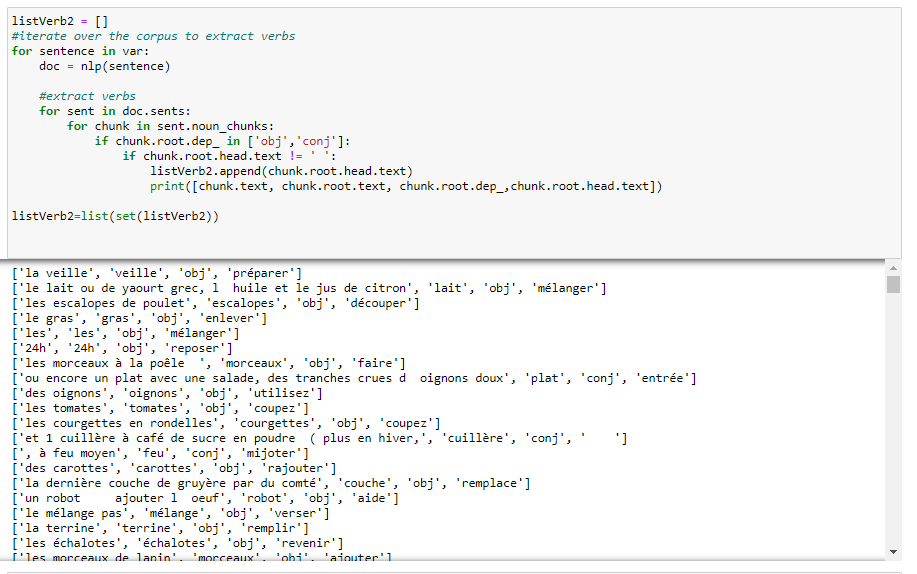 listVerb2 = []
#iterate over the corpus to extract verbs
for sentence in var:
    doc = nlp(sentence)

    #extract verbs
    for sent in doc.sents:
        for chunk in sent.noun_chunks:
            if chunk.root.dep_ in ['obj','conj']:
                if chunk.root.head.text != ' ':
                    listVerb2.append(chunk.root.head.text)
                    print([chunk.text, chunk.root.text, chunk.root.dep_,chunk.root.head.text])

listVerb2=list(set(listVerb2))

['la veille', 'veille', 'obj', 'préparer']
['le lait ou de yaourt grec, l  huile et le jus de citron', 'lait', 'obj', 'mélanger']
['les escalopes de poulet', 'escalopes', 'obj', 'découper']
['le gras', 'gras', 'obj', 'enlever']
['les', 'les', 'obj', 'mélanger']
['24h', '24h', 'obj', 'reposer']
['les morceaux à la poêle  ', 'morceaux', 'obj', 'faire']
['ou encore un plat avec une salade, des tranches crues d  oignons doux', 'plat', 'conj', 'entrée']
['des oignons', 'oignons', 'obj', 'utilisez']
['les tomates', 'tomates', 'obj', 'coupez']
['les courgettes en rondelles', 'courgettes', 'obj', 'coupez']
['et 1 cuillère à café de sucre en poudre  ( plus en hiver,', 'cuillère', 'conj', '    ']
[', à feu moyen', 'feu', 'conj', 'mijoter']
['des carottes', 'carottes', 'obj', 'rajouter']
['la dernière couche de gruyère par du comté', 'couche', 'obj', 'remplace']
['un robot     ajouter l  oeuf', 'robot', 'obj', 'aide']
['le mélange pas', 'mélange', 'obj', 'verser']
['la terrine', 'terrine', 'obj', 'remplir']
['les échalotes', 'échalotes', 'obj', 'revenir']
['les morceaux de lapin', 'morceaux', 'obj', 'ajouter']